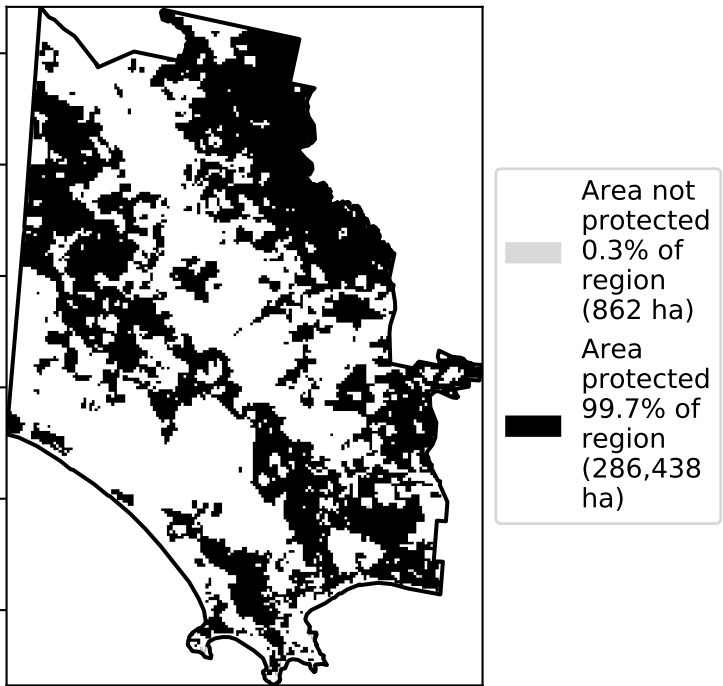 Area not
protected
0.3% of
region
(862 ha)
Area
protected
99.7% of
region
(286,438
ha)